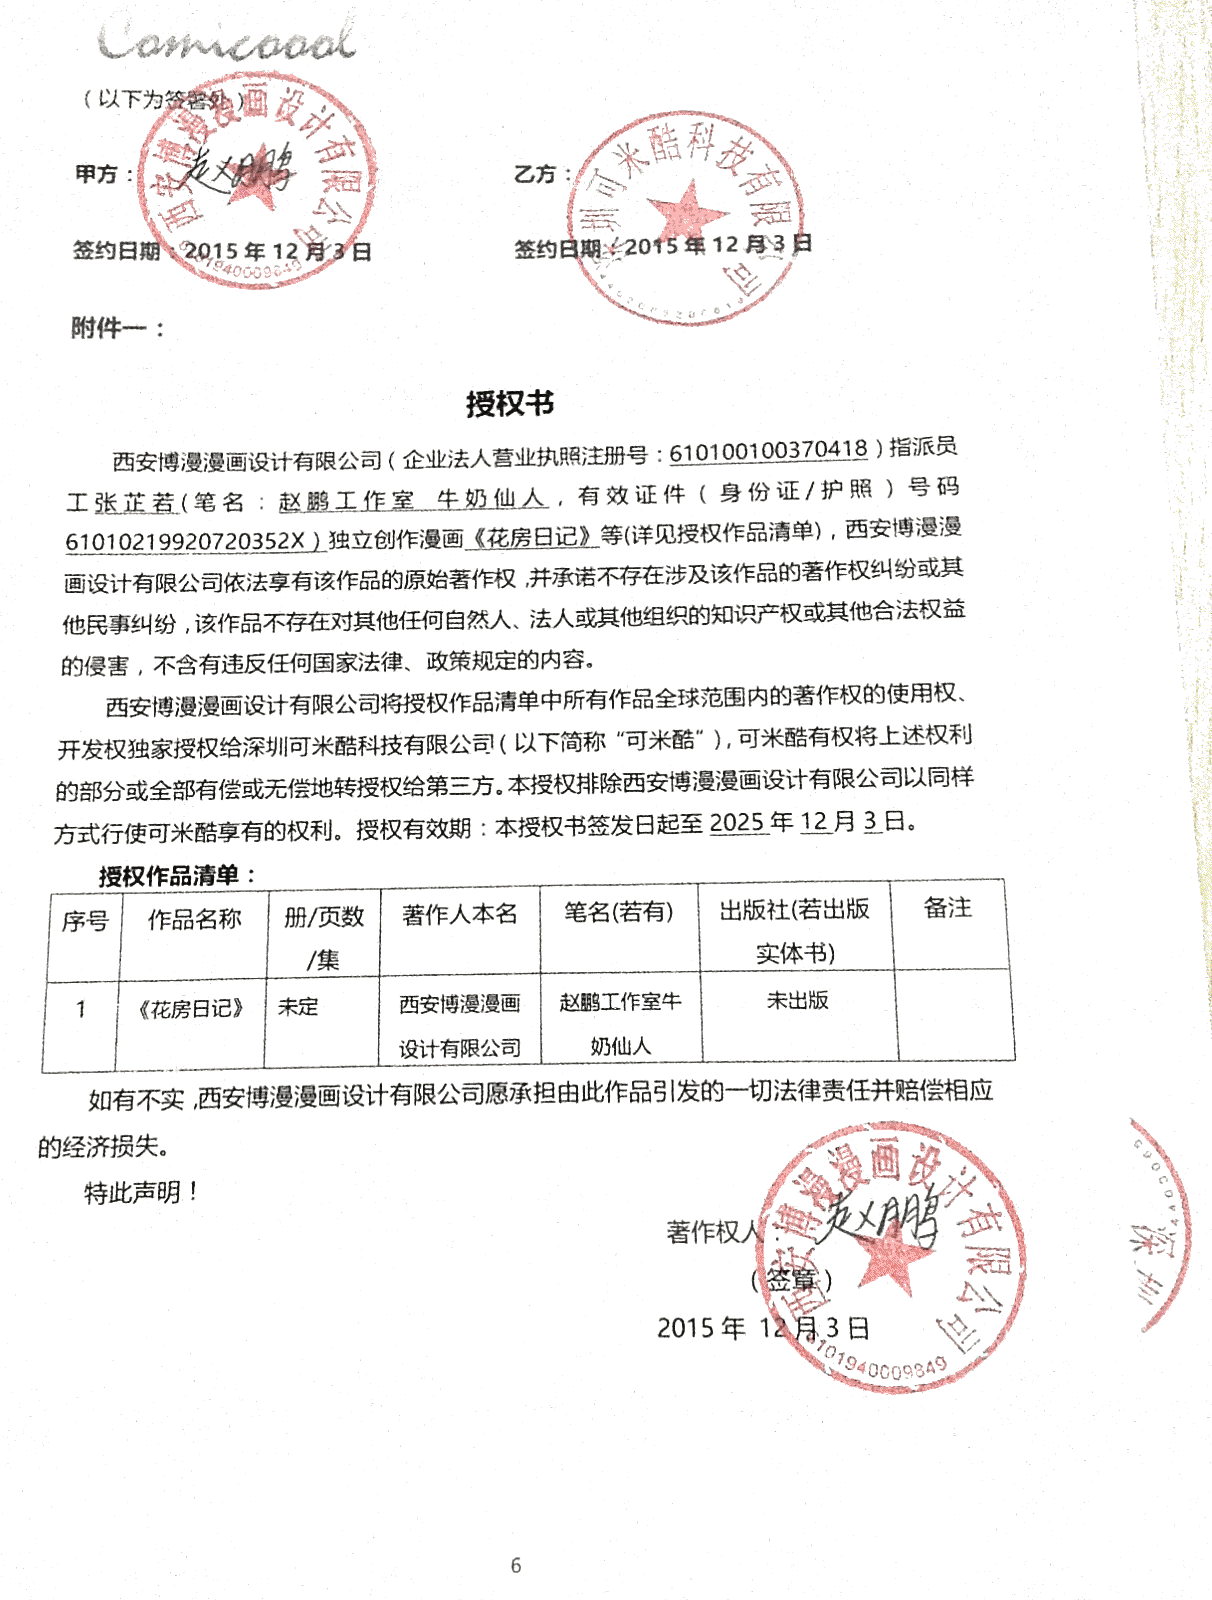 Comicoool
（以下为签署处）
甲方： 赵鹏
乙方：
西安博漫漫画设计有限公司
6101940009849
深圳可米酷科技有限公司
签约日期：2015 年 12 月 3 日
签约日期：2015 年 12 月 3 日
附件一：
授权书
西安博漫漫画设计有限公司（企业法人营业执照注册号：610100100370418）指派员
工张芷若(笔名：赵鹏工作室 牛奶仙人，有效证件（身份证/护照）号码
61010219920720352X）独立创作漫画《花房日记》等(详见授权作品清单)，西安博漫漫
画设计有限公司依法享有该作品的原始著作权，并承诺不存在涉及该作品的著作权纠纷或其
他民事纠纷，该作品不存在对其他任何自然人、法人或其他组织的知识产权或其他合法权益
的侵害，不含有违反任何国家法律、政策规定的内容。
西安博漫漫画设计有限公司将授权作品清单中所有作品全球范围内的著作权的使用权、
开发权独家授权给深圳可米酷科技有限公司（以下简称“可米酷”），可米酷有权将上述权利
的部分或全部有偿或无偿地转授权给第三方。本授权排除西安博漫漫画设计有限公司以同样
方式行使可米酷享有的权利。授权有效期：本授权书签发日起至 2025 年 12 月 3 日。
授权作品清单：
序号 作品名称 册/页数 著作人本名 笔名(若有) 出版社(若出版 备注
/集 实体书)
1 《花房日记》 未定 西安博漫漫画 赵鹏工作室牛 未出版
设计有限公司 奶仙人
如有不实，西安博漫漫画设计有限公司愿承担由此作品引发的一切法律责任并赔偿相应
的经济损失。
特此声明！
著作权人： 赵鹏
（签章）
2015 年 12 月 3 日
西安博漫漫画设计有限公司
6101940009849
深圳
6